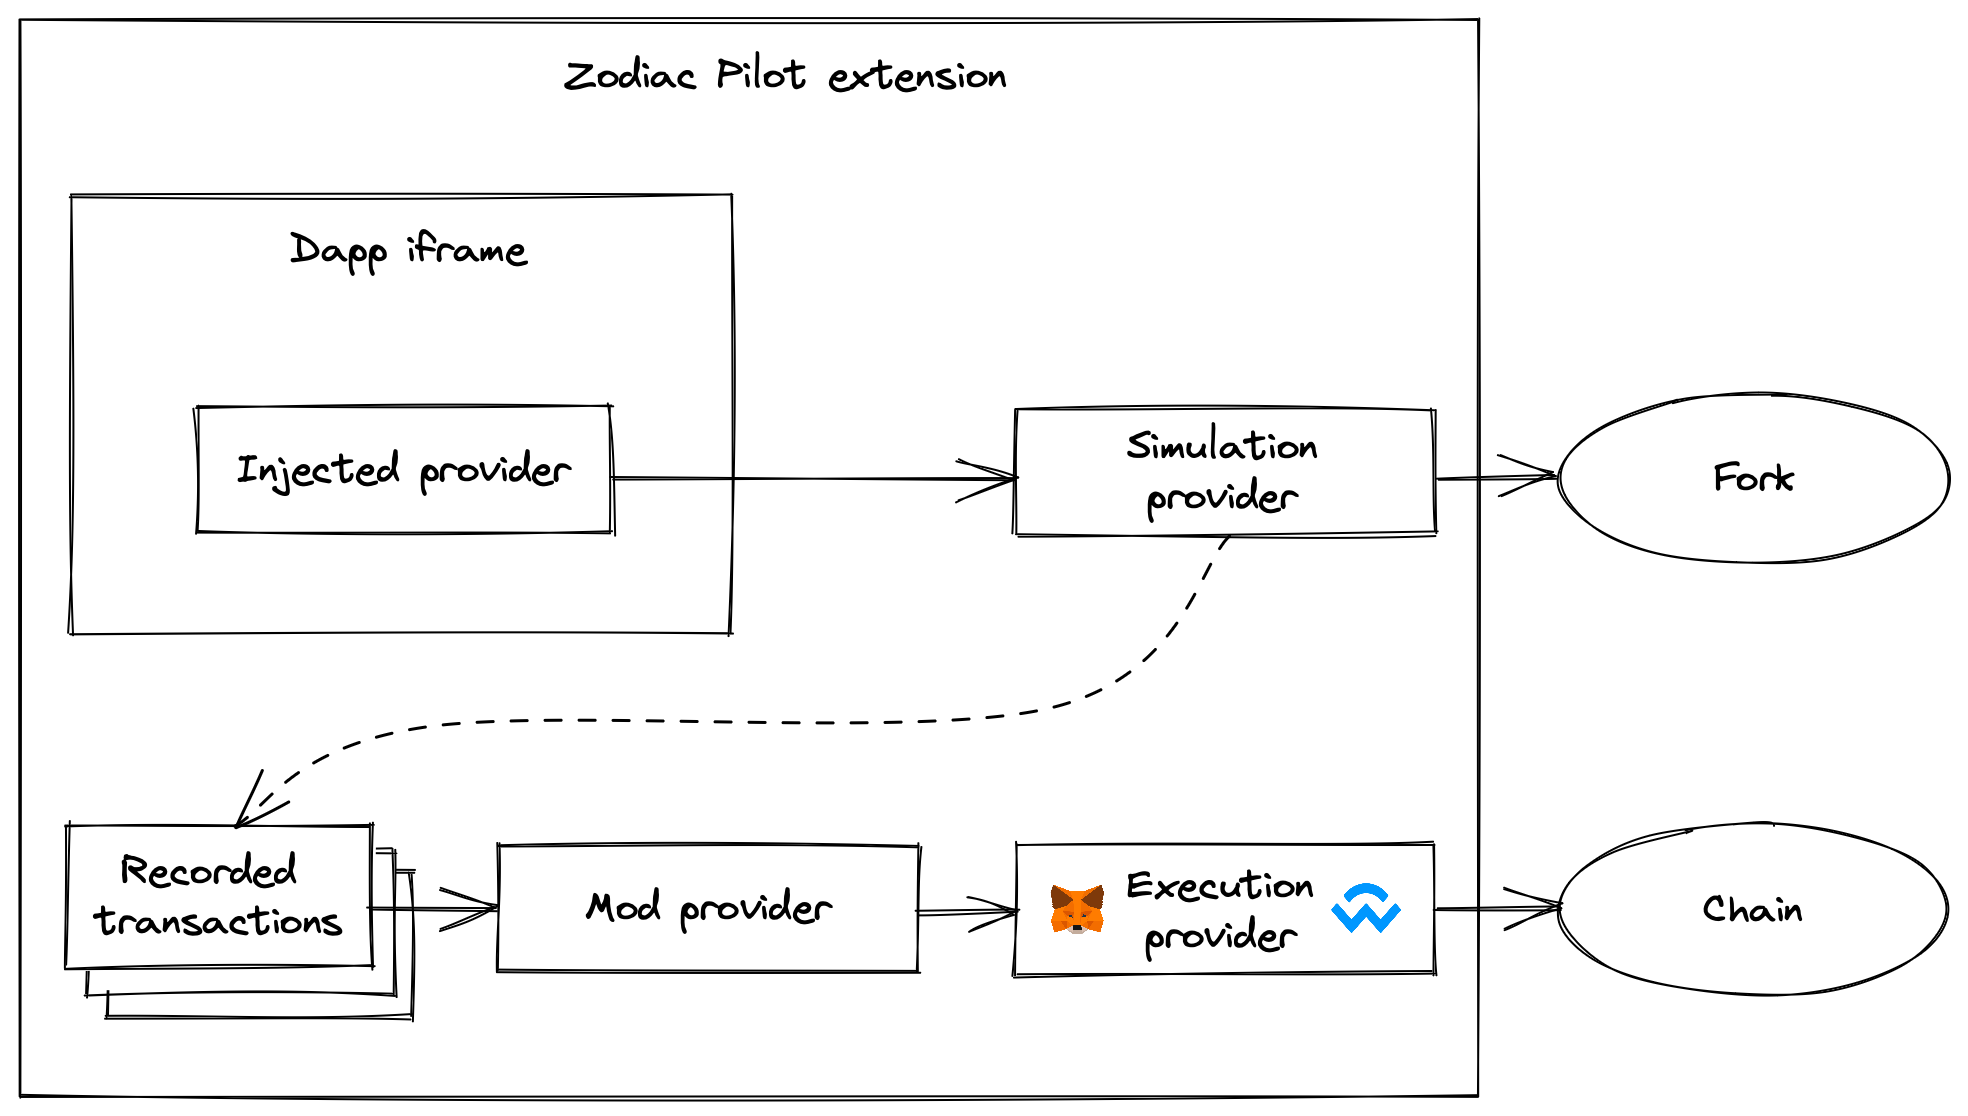 Zodiac Pilot extension
Dapp iframe
Injected provider
Simulation
provider
Fork
Recorded
transactions
Mod provider
Execution
provider
Chain